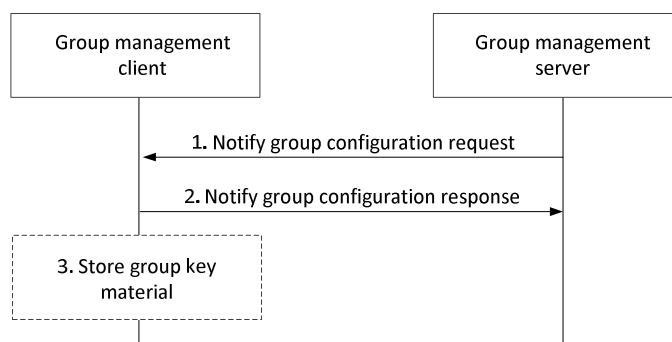 Group management
client
Group management
server
1. Notify group configuration request
2. Notify group configuration response
3. Store group key
material